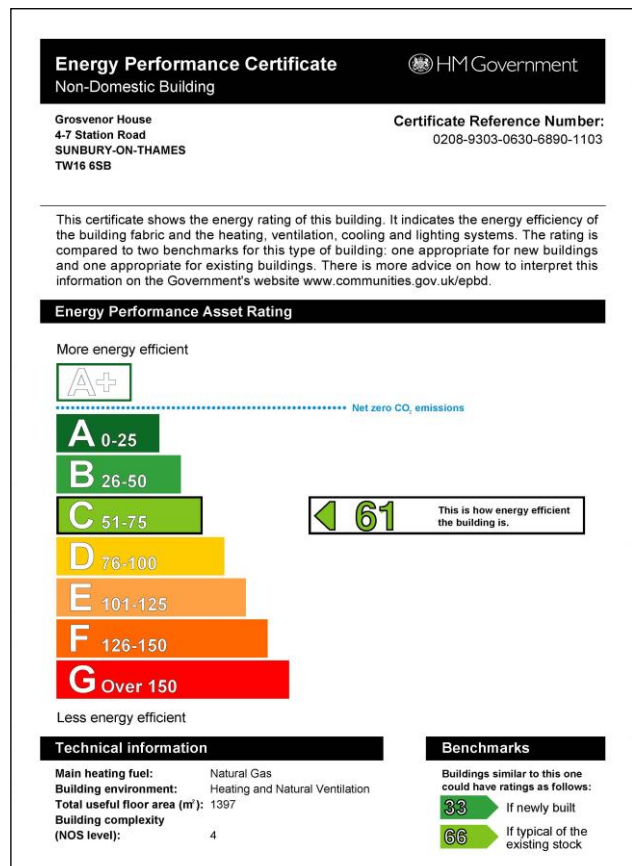 Energy Performance Certificate
HM Government
Non-Domestic Building
Grosvenor House
4-7 Station Road
SUNBURY-ON-THAMES
TW16 6SB
Certificate Reference Number:
0208-9303-0630-6890-1103
This certificate shows the energy rating of this building. It indicates the energy efficiency of
the building fabric and the heating, ventilation, cooling and lighting systems. The rating is
compared to two benchmarks for this type of building: one appropriate for new buildings
and one appropriate for existing buildings. There is more advice on how to interpret this
information on the Government's website www.communities.gov.uk/epbd.
Energy Performance Asset Rating
More energy efficient
A+
Net zero CO₂ emissions
A 0-25
B 26-50
C 51-75
61
This is how energy efficient
the building is.
D 76-100
E 101-125
F 126-150
G Over 150
Less energy efficient
Technical information
Main heating fuel: Natural Gas
Building environment: Heating and Natural Ventilation
Total useful floor area (m²): 1397
Building complexity
(NOS level): 4
Benchmarks
Buildings similar to this one
could have ratings as follows:
33 If newly built
66 If typical of the
existing stock